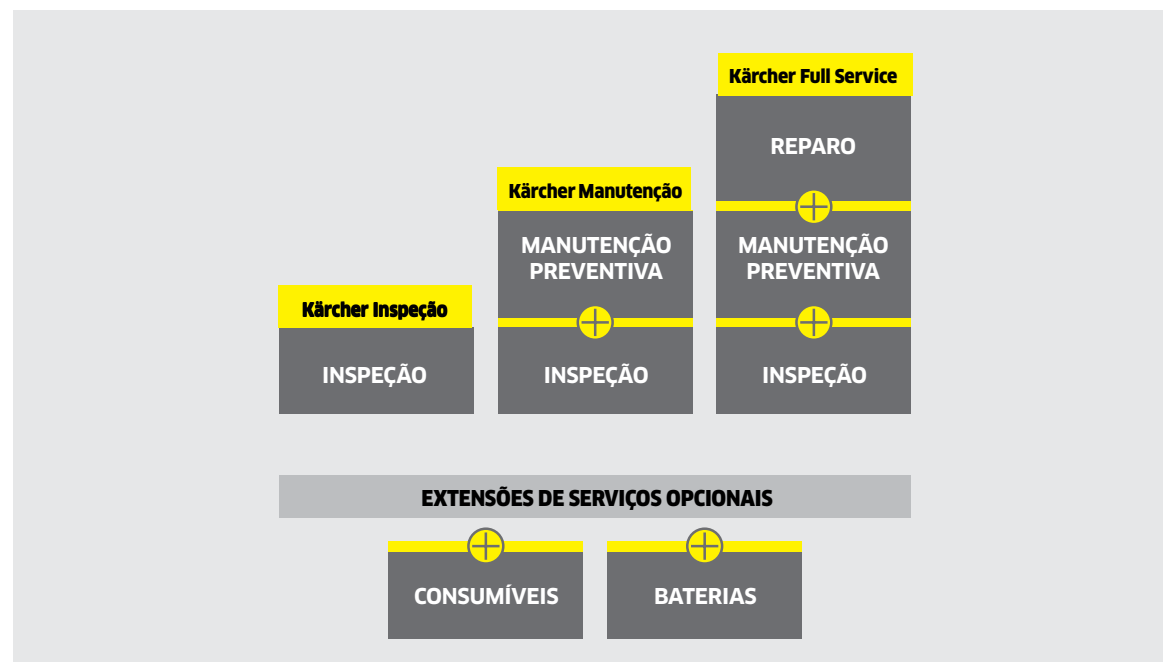 Kärcher Full Service
REPARO
Kärcher Manutenção
MANUTENÇÃO
PREVENTIVA
MANUTENÇÃO
PREVENTIVA
Kärcher Inspeção
INSPEÇÃO
INSPEÇÃO
INSPEÇÃO
EXTENSÕES DE SERVIÇOS OPCIONAIS
CONSUMÍVEIS
BATERIAS